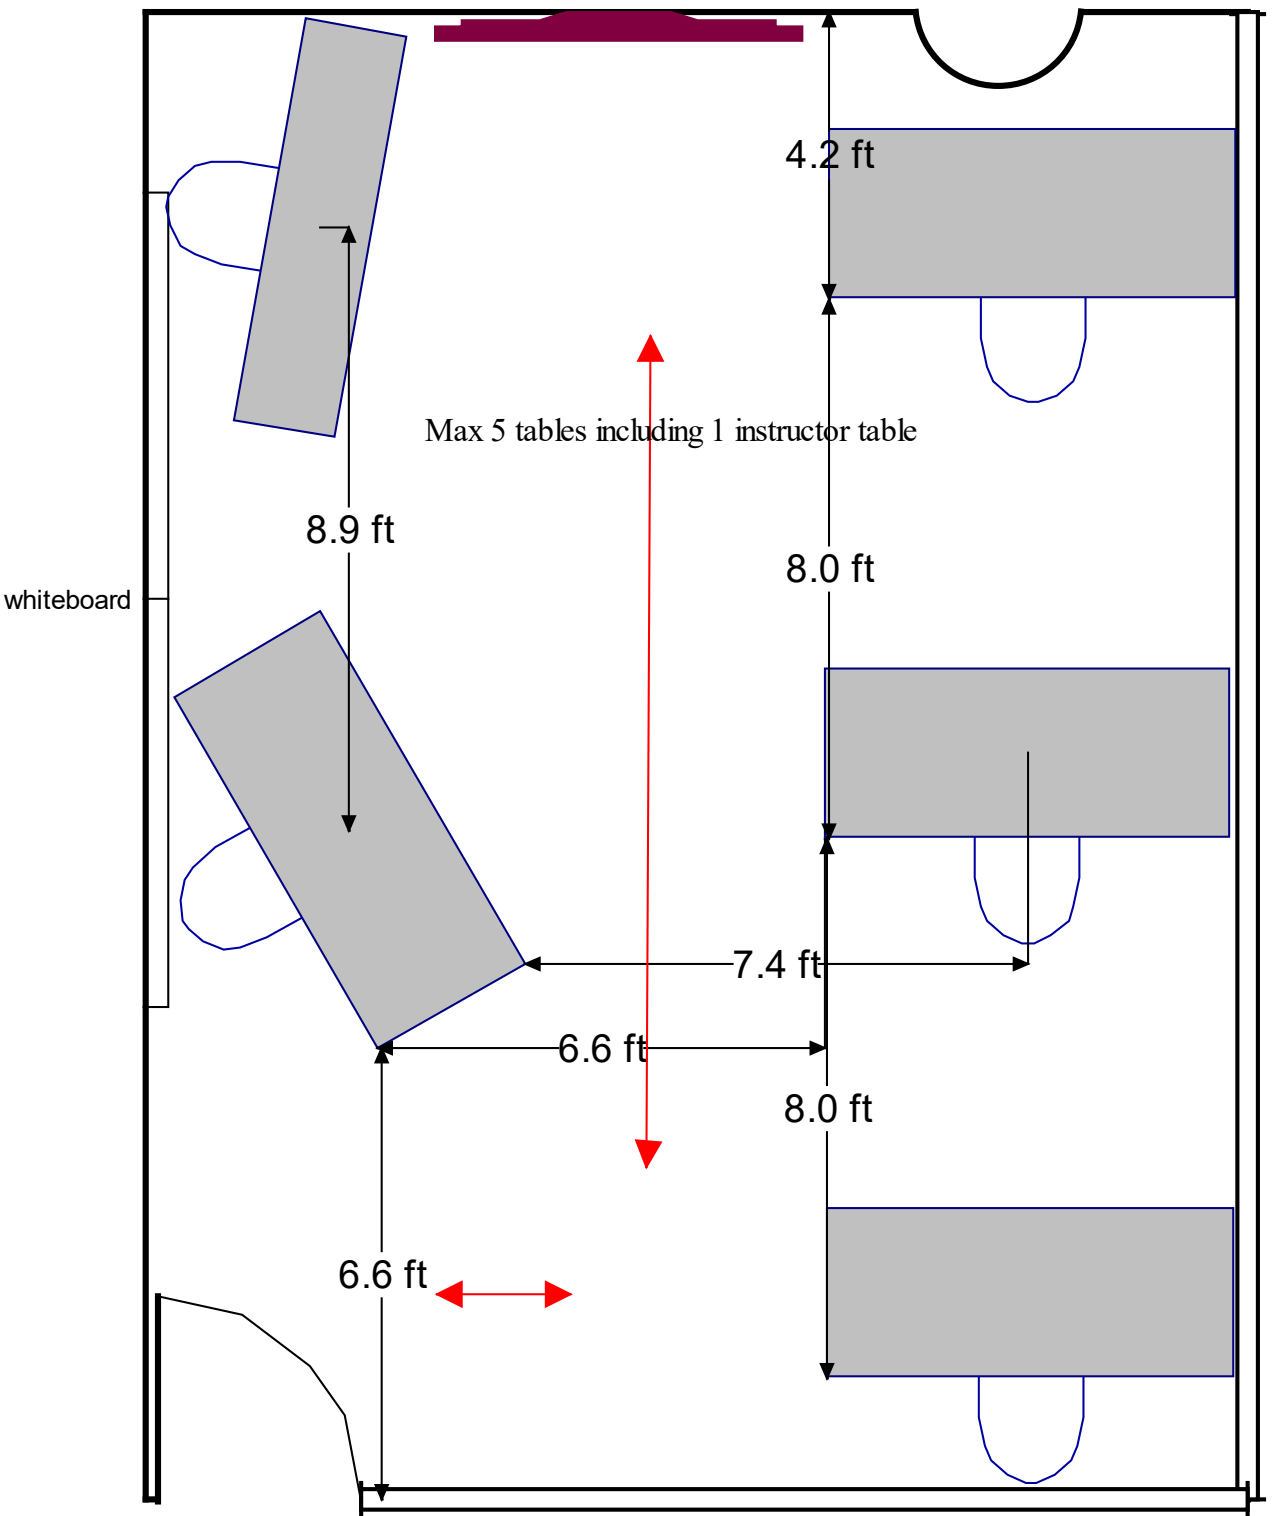 4.2 ft
Max 5 tables including 1 instructor table
8.9 ft
8.0 ft
whiteboard
7.4 ft
6.6 ft
8.0 ft
6.6 ft